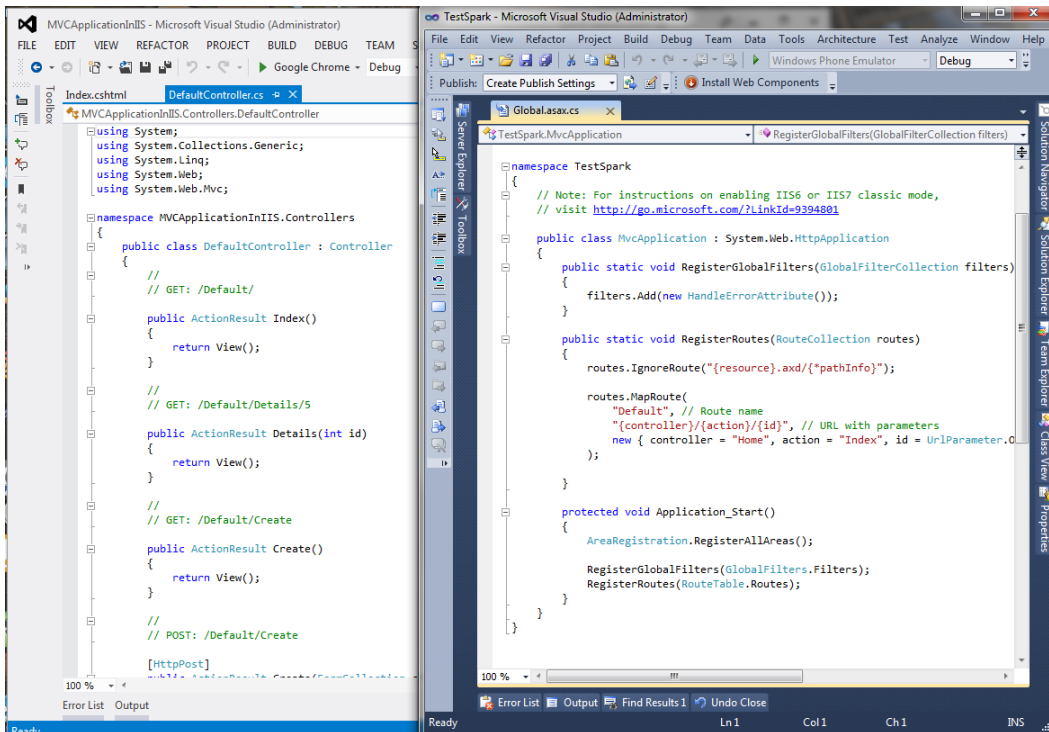 MVCApplicationInIIS - Microsoft Visual Studio (Administrator)
FILE EDIT VIEW REFACTOR PROJECT BUILD DEBUG TEAM S
Google Chrome Debug
Toolbox
Index.cshtml DefaultController.cs
MVCApplicationInIIS.Controllers.DefaultController
using System;
using System.Collections.Generic;
using System.Linq;
using System.Web;
using System.Web.Mvc;
namespace MVCApplicationInIIS.Controllers
{
public class DefaultController : Controller
{
//
// GET: /Default/
public ActionResult Index()
{
return View();
}
//
// GET: /Default/Details/5
public ActionResult Details(int id)
{
return View();
}
//
// GET: /Default/Create
public ActionResult Create()
{
return View();
}
//
// POST: /Default/Create
[HttpPost]
100 %
Error List Output
Ready
TestSpark - Microsoft Visual Studio (Administrator)
File Edit View Refactor Project Build Debug Team Data Tools Architecture Test Analyze Window Help
Windows Phone Emulator Debug
Publish: Create Publish Settings Install Web Components
Server Explorer
Toolbox
Global.asax.cs
TestSpark.MvcApplication RegisterGlobalFilters(GlobalFilterCollection filters)
namespace TestSpark
{
// Note: For instructions on enabling IIS6 or IIS7 classic mode,
// visit http://go.microsoft.com/?LinkId=9394801
public class MvcApplication : System.Web.HttpApplication
{
public static void RegisterGlobalFilters(GlobalFilterCollection filters)
{
filters.Add(new HandleErrorAttribute());
}
public static void RegisterRoutes(RouteCollection routes)
{
routes.IgnoreRoute("{resource}.axd/{*pathInfo}");
routes.MapRoute(
"Default", // Route name
"{controller}/{action}/{id}", // URL with parameters
new { controller = "Home", action = "Index", id = UrlParameter.O
);
}
protected void Application_Start()
{
AreaRegistration.RegisterAllAreas();
RegisterGlobalFilters(GlobalFilters.Filters);
RegisterRoutes(RouteTable.Routes);
}
}
}
100 %
Error List Output Find Results 1 Undo Close
Ready Ln 1 Col 1 Ch 1 INS
Solution Navigator
Solution Explorer
Team Explorer
Class View
Properties